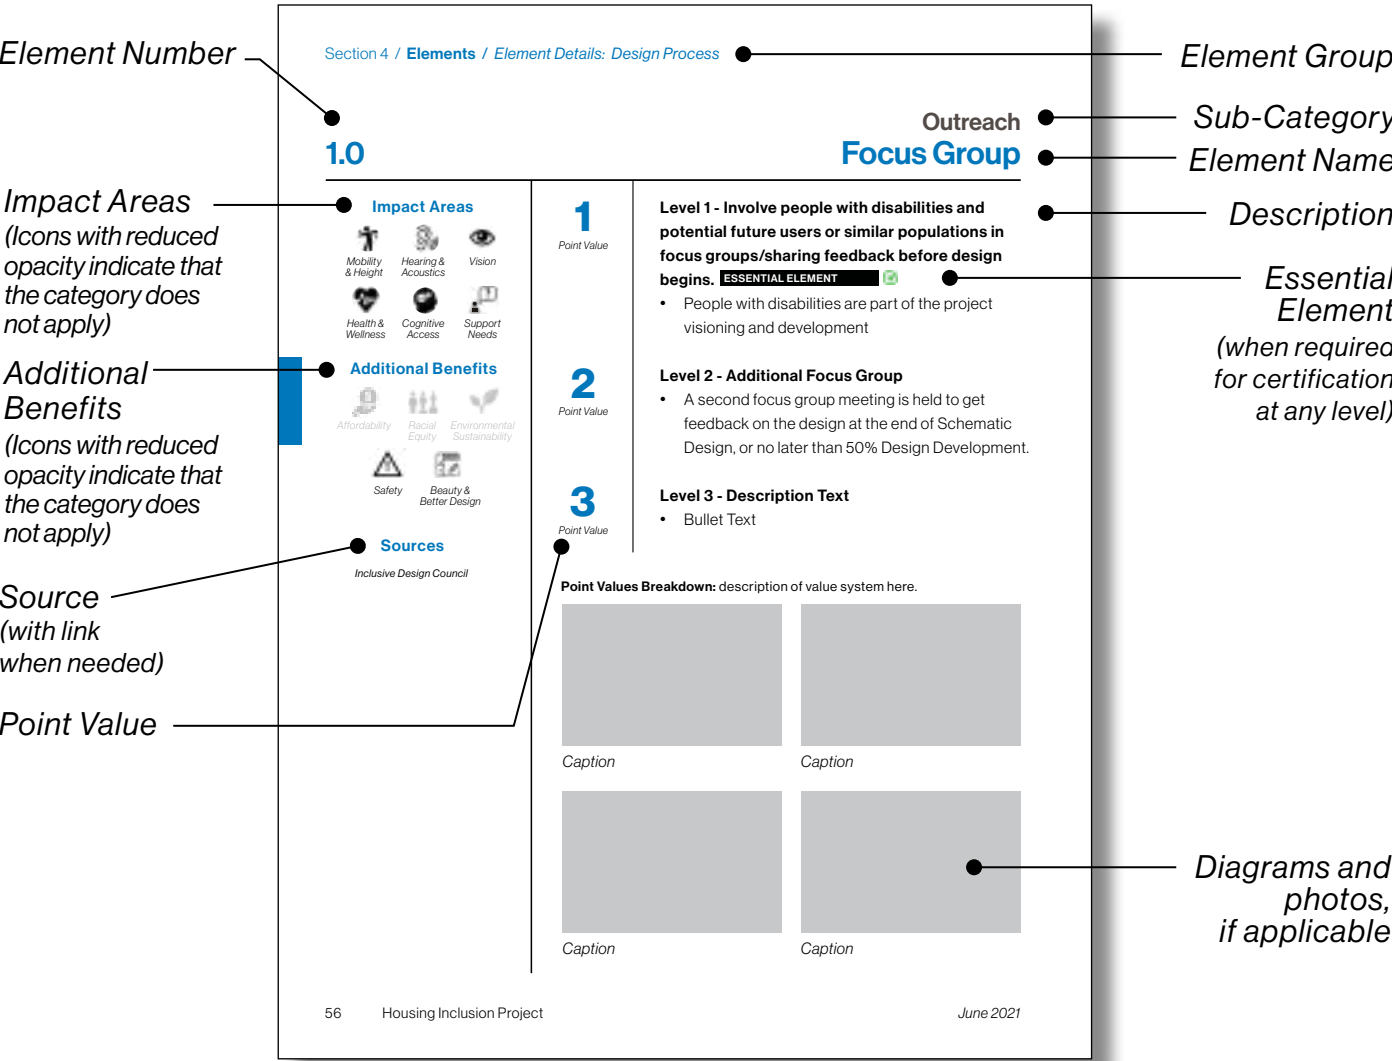 Element Number
Impact Areas
(Icons with reduced
opacity indicate that
the category does
not apply)
Additional
Benefits
(Icons with reduced
opacity indicate that
the category does
not apply)
Source
(with link
when needed)
Point Value
Section 4 / Elements / Element Details: Design Process
Outreach
1.0
Focus Group
Impact Areas
Mobility
& Height
Hearing &
Acoustics
Vision
Health &
Wellness
Cognitive
Access
Support
Needs
Additional Benefits
Affordability
Racial
Equity
Environmental
Sustainability
Safety
Beauty &
Better Design
Sources
Inclusive Design Council
1
Point Value
Level 1 - Involve people with disabilities and
potential future users or similar populations in
focus groups/sharing feedback before design
begins. ESSENTIAL ELEMENT
• People with disabilities are part of the project
visioning and development
2
Point Value
Level 2 - Additional Focus Group
• A second focus group meeting is held to get
feedback on the design at the end of Schematic
Design, or no later than 50% Design Development.
3
Point Value
Level 3 - Description Text
• Bullet Text
Point Values Breakdown: description of value system here.
Caption
Caption
Caption
Caption
56 Housing Inclusion Project
June 2021
Element Group
Sub-Category
Element Name
Description
Essential
Element
(when required
for certification
at any level)
Diagrams and
photos,
if applicable